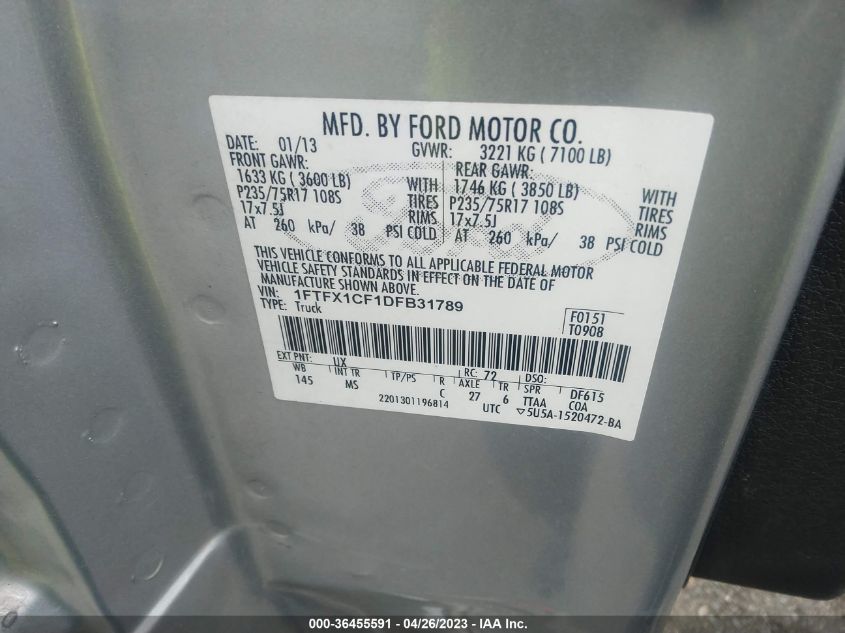 MFD. BY FORD MOTOR CO.
DATE: 01/13 GVWR: 3221 KG ( 7100 LB)
FRONT GAWR: REAR GAWR:
1633 KG ( 3600 LB) WITH 1746 KG ( 3850 LB) WITH
P235/75R17 108S TIRES P235/75R17 108S TIRES
17x7.5J RIMS 17x7.5J RIMS
AT 260 kPa/ 38 PSI COLD AT 260 kPa/ 38 PSI COLD
THIS VEHICLE CONFORMS TO ALL APPLICABLE FEDERAL MOTOR
VEHICLE SAFETY STANDARDS IN EFFECT ON THE DATE OF
MANUFACTURE SHOWN ABOVE.
VIN: 1FTFX1CF1DFB31789
TYPE: Truck
F0151
T0908
EXT PNT: UX RC: 72 DSO:
WB INT TR TP/PS R AXLE TR SPR DF615
145 MS C 27 6 TTAA COA
2201301196814 UTC ▽5U5A-1520472-BA
000-36455591 - 04/26/2023 - IAA Inc.